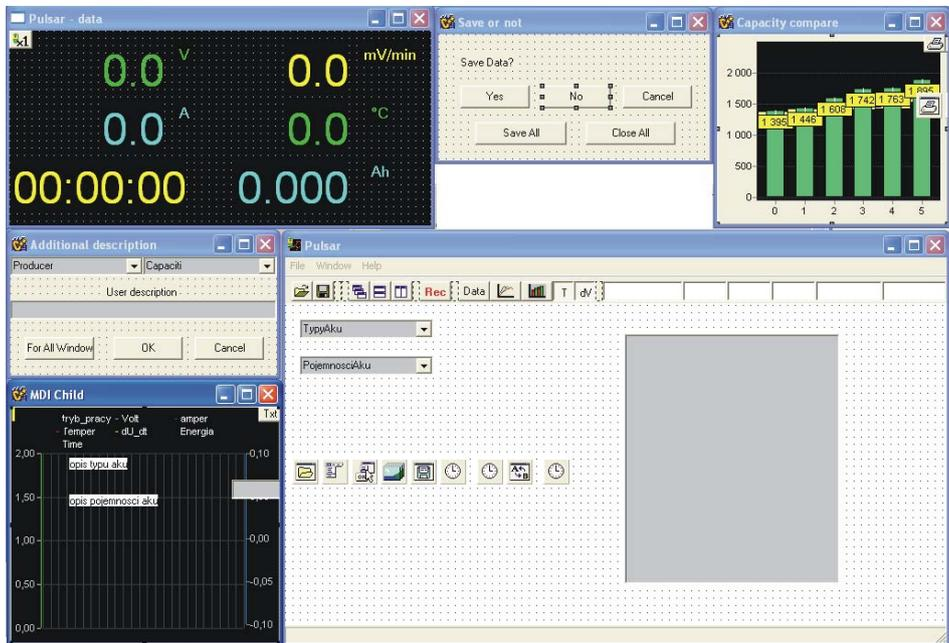 Pulsar - data
x1
0.0 V 0.0 mV/min
0.0 A 0.0 °C
00:00:00 0.000 Ah
Save or not
Save Data?
Yes No Cancel
Save All Close All
Capacity compare
2 000
1 500
1 000
500
0
1 395 1 446 1 608 1 742 1 763 1 895
0 1 2 3 4 5
Additional description
Producer Capaciti
User description
For All Window OK Cancel
Pulsar
File Window Help
Rec Data T dV
TypyAku
PojemnosciAku
MDI Child
Txt
tryb_pracy - Volt - amper
- Temper - dU_dt Energia
Time
2,00 0,10
opis typu aku
1,50
opis pojemnosci aku
1,00 -0,00
0,50 -0,05
0,00 -0,10